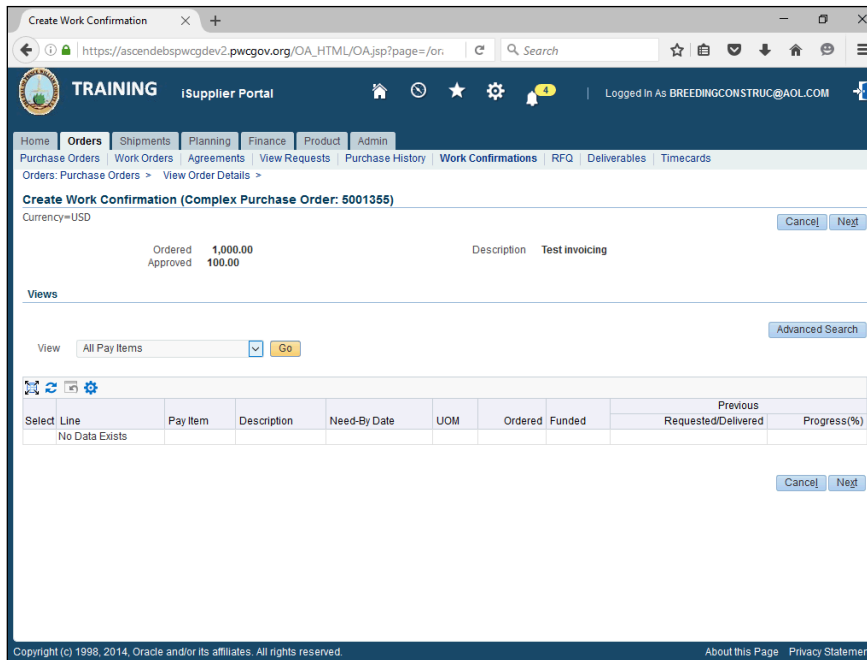 Create Work Confirmation
https://ascendebspwcgdev2.pwcgov.org/OA_HTML/OA.jsp?page=/or
Search
TRAINING iSupplier Portal 4 Logged In As BREEDINGCONSTRUC@AOL.COM
Home Orders Shipments Planning Finance Product Admin
Purchase Orders Work Orders Agreements View Requests Purchase History Work Confirmations RFQ Deliverables Timecards
Orders: Purchase Orders > View Order Details >
Create Work Confirmation (Complex Purchase Order: 5001355)
Currency=USD
Cancel Next
Ordered 1,000.00 Description Test invoicing
Approved 100.00
Views
Advanced Search
View All Pay Items Go
Previous
Select Line Pay Item Description Need-By Date UOM Ordered Funded Requested/Delivered Progress(%)
No Data Exists
Cancel Next
Copyright (c) 1998, 2014, Oracle and/or its affiliates. All rights reserved. About this Page Privacy Statemen